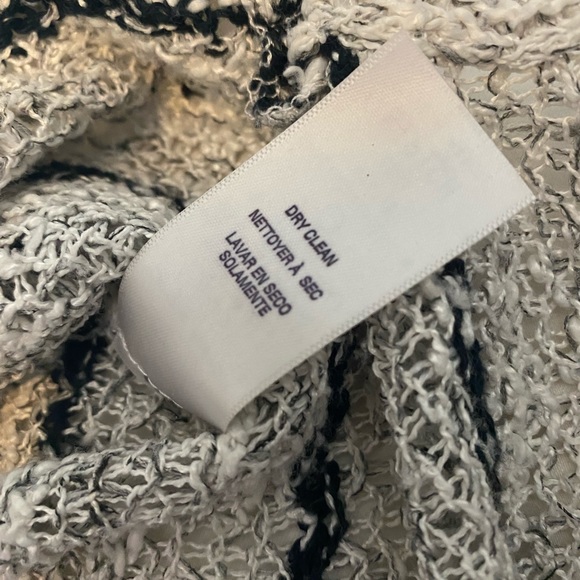 DRY CLEAN
NETTOYER À SEC
LAVAR EN SECO
SOLAMENTE